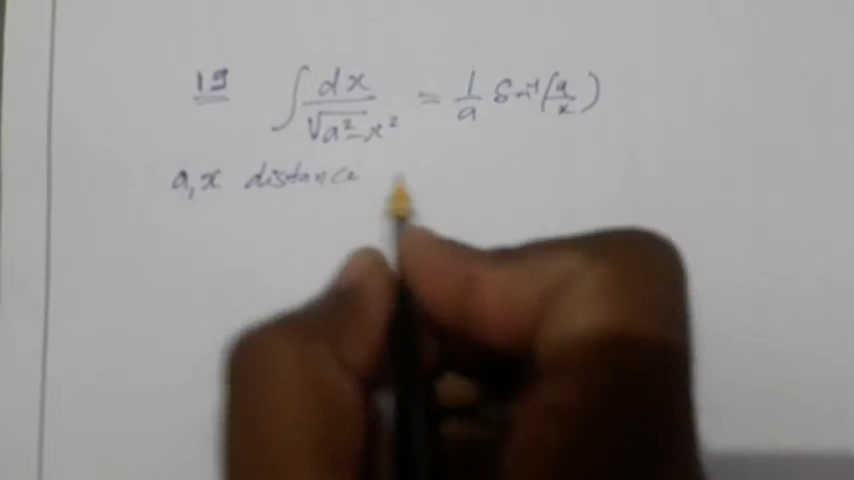 19 ∫ dx/√a²-x² = 1/a Sin⁻¹(a/x)
a,x distance